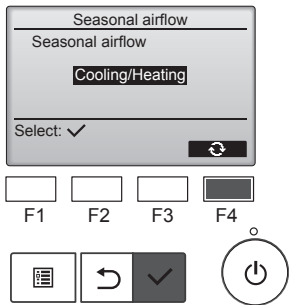 Seasonal airflow
Seasonal airflow
Cooling/Heating
Select:
F1 F2 F3 F4